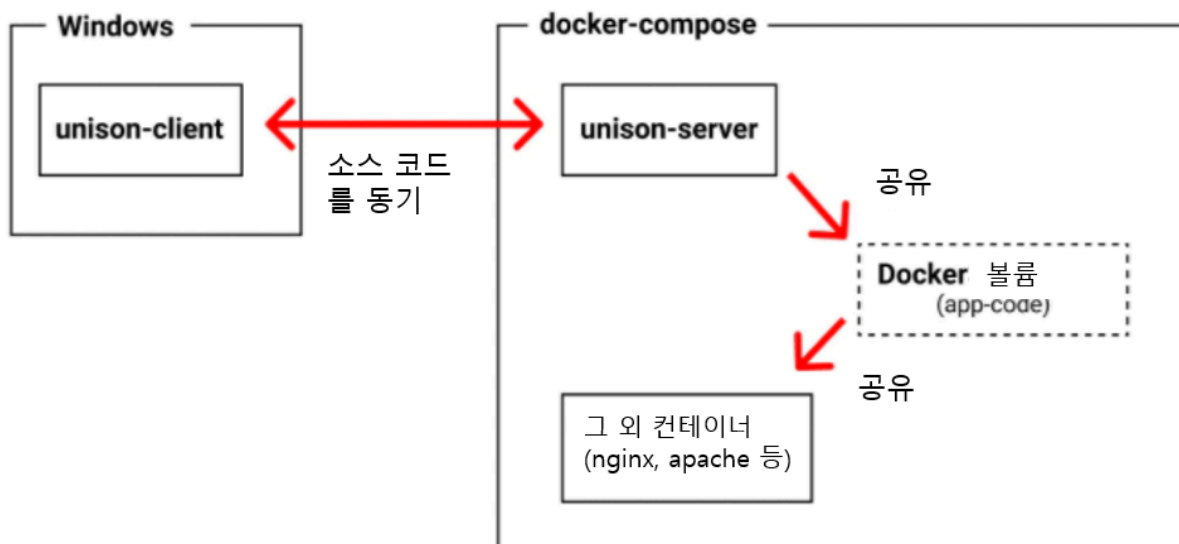 Windows
docker-compose
unison-client
unison-server
소스 코드
를 동기
공유
Docker 볼륨
(app-code)
공유
그 외 컨테이너
(nginx, apache 등)